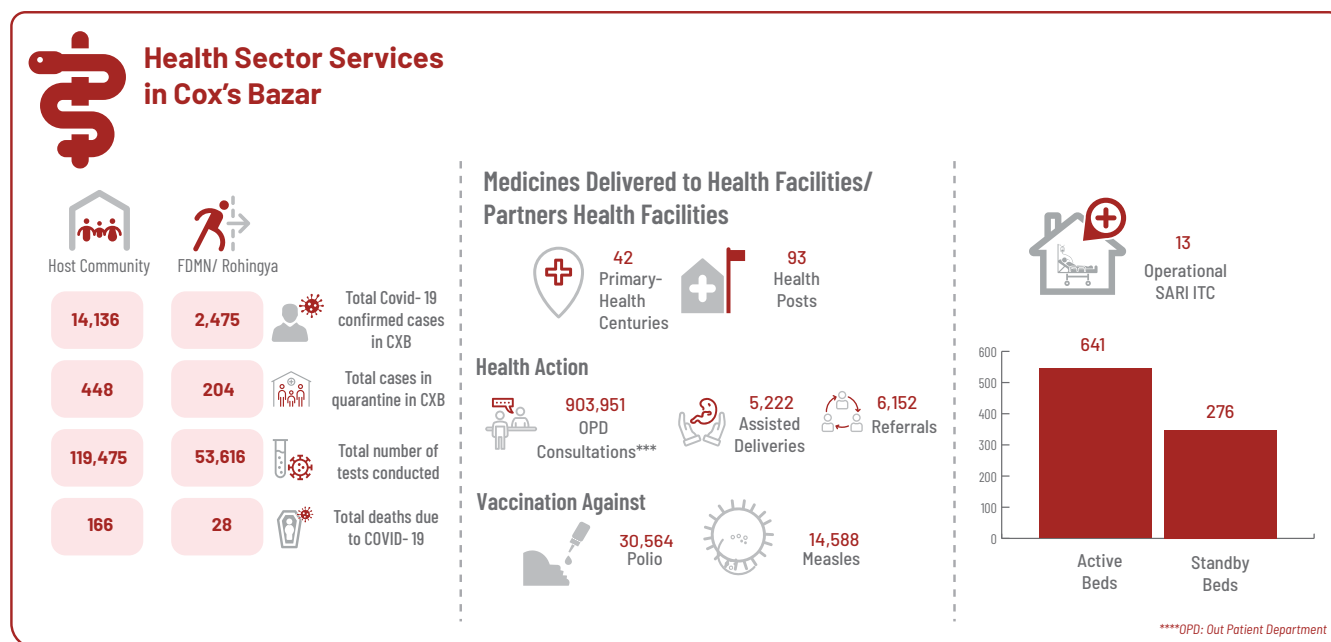 Health Sector Services
in Cox's Bazar
Host Community
FDMN/ Rohingya
14,136
2,475
Total Covid- 19
confirmed cases
in CXB
448
204
Total cases in
quarantine in CXB
119,475
53,616
Total number of
tests conducted
166
28
Total deaths due
to COVID- 19
Medicines Delivered to Health Facilities/
Partners Health Facilities
42
Primary-
Health
Centuries
93
Health
Posts
Health Action
903,951
OPD
Consultations***
5,222
Assisted
Deliveries
6,152
Referrals
Vaccination Against
30,564
Polio
14,588
Measles
13
Operational
SARI ITC
600
500
400
300
200
100
0
641
276
Active
Beds
Standby
Beds
****OPD: Out Patient Department